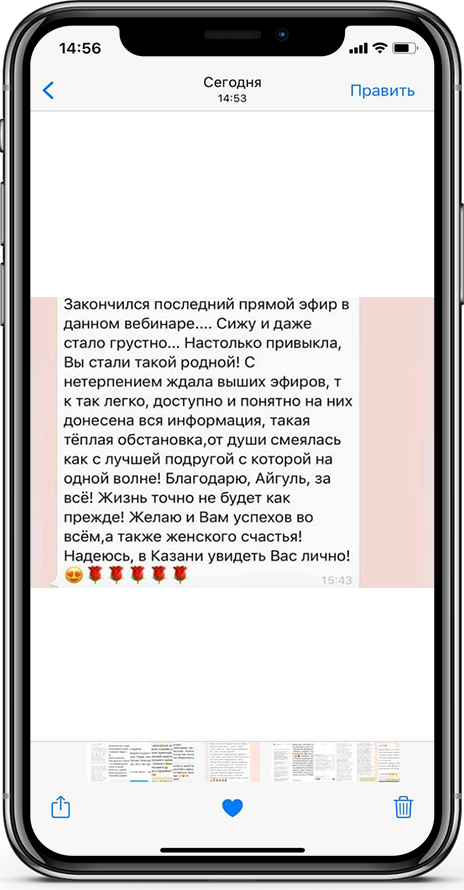 14:56
Сегодня
14:53
Править
Закончился последний прямой эфир в
данном вебинаре.... Сижу и даже
стало грустно... Настолько привыкла,
Вы стали такой родной! С
нетерпением ждала выших эфиров, т
к так легко, доступно и понятно на них
донесена вся информация, такая
тёплая обстановка,от души смеялась
как с лучшей подругой с которой на
одной волне! Благодарю, Айгуль, за
всё! Жизнь точно не будет как
прежде! Желаю и Вам успехов во
всём,а также женского счастья!
Надеюсь, в Казани увидеть Вас лично!
😍🌹🌹🌹🌹🌹 15:43